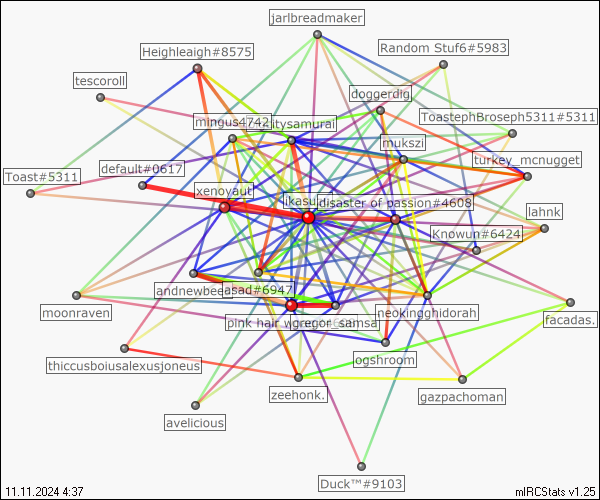 jarlbreadmaker
Random Stuf6#5983
Heighleaigh#8575
tescoroll
doggerdig
ToastephBroseph5311#5311
mingus4742
itysamurai
mukszi
turkey_mcnugget
default#0617
Toast#5311
xenoyaut
ikasu
disaster of passion#4608
lahnk
Knowun#6424
andnewbee
asad#6947
moonraven
neokingghidorah
facadas.
pink hair w
gregor_samsa
ogshroom
thiccusboiusalexusjoneus
zeehonk.
gazpachoman
avelicious
Duck™#9103
11.11.2024 4:37
mIRCStats v1.25